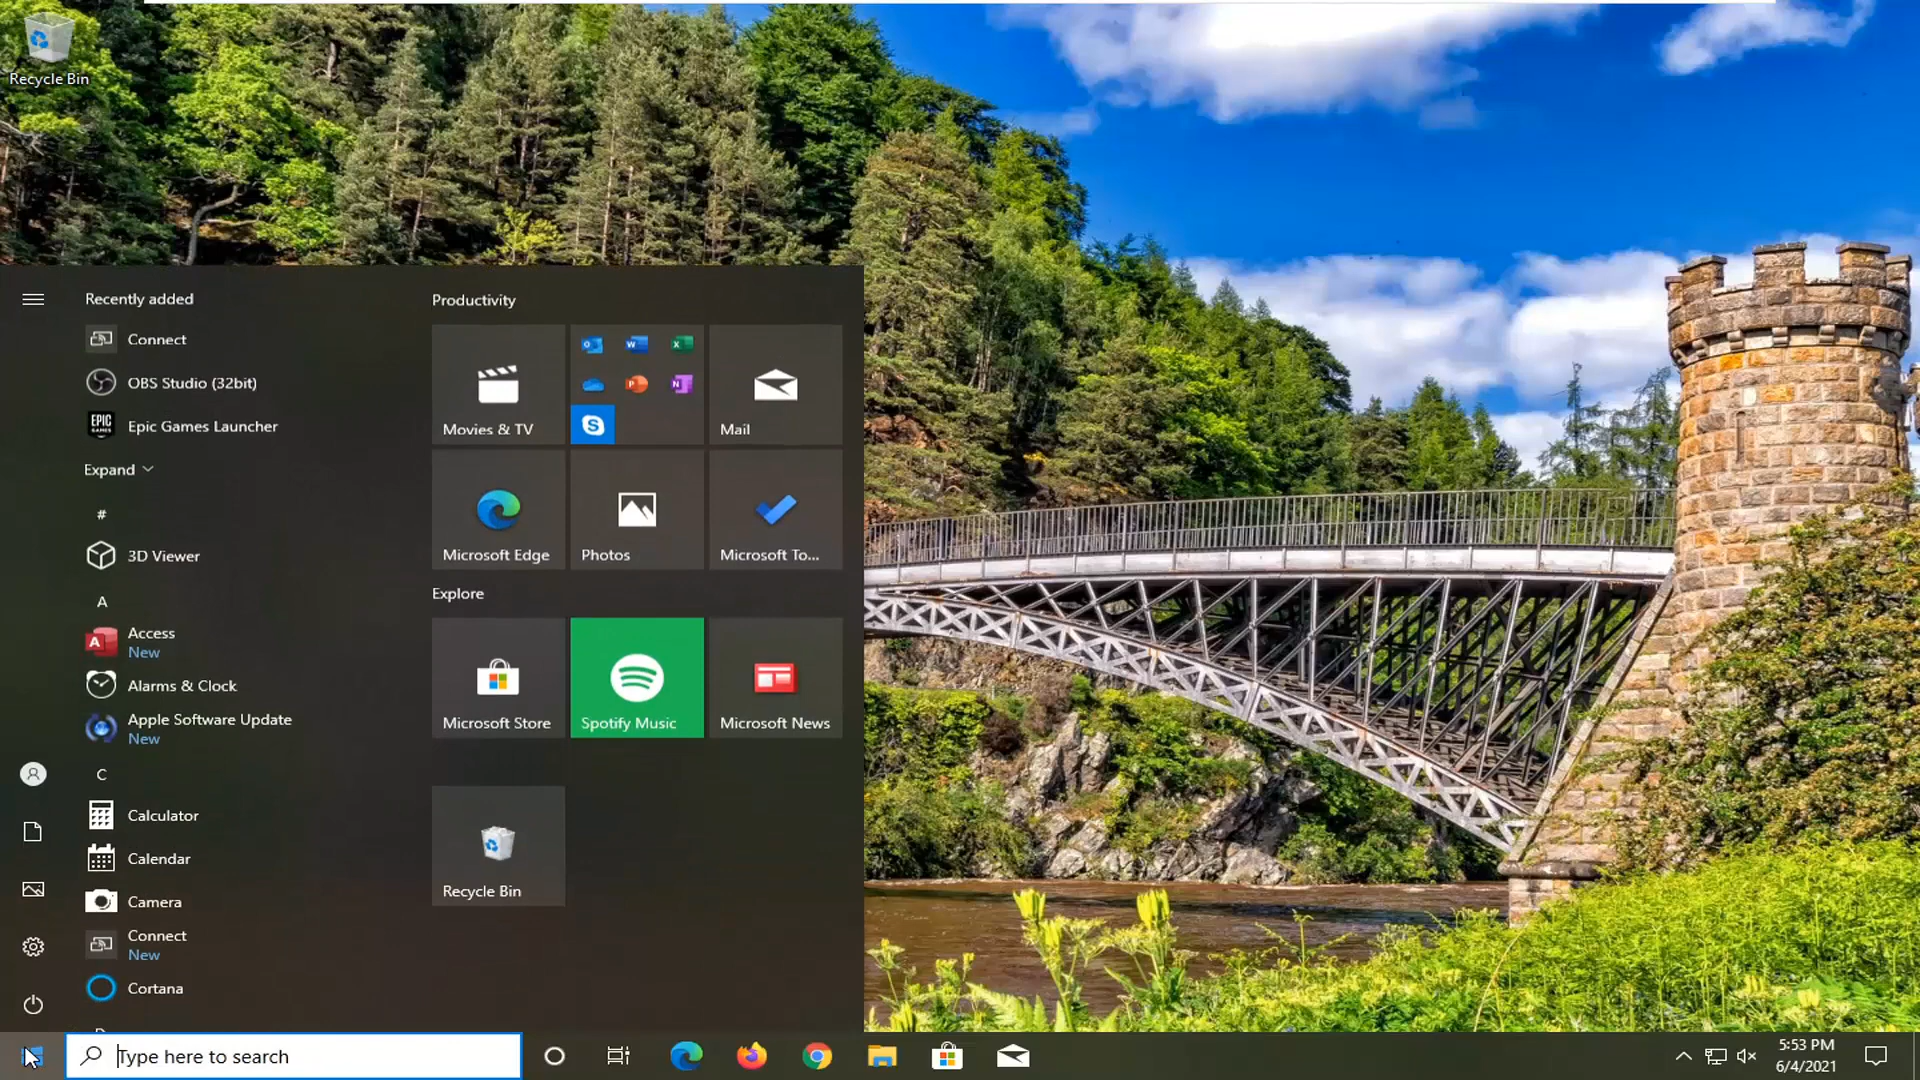 Recycle Bin
Recently added
Connect
OBS Studio (32bit)
EPIC
GAMES
Epic Games Launcher
Expand
#
3D Viewer
A
A
Access
New
Alarms & Clock
Apple Software Update
New
C
Calculator
Calendar
Camera
Connect
New
Cortana
Productivity
Movies & TV
O
W
X
P
N
S
Mail
Microsoft Edge
Photos
Microsoft To...
Explore
Microsoft Store
Spotify Music
Microsoft News
Recycle Bin
Type here to search
5:53 PM
6/4/2021